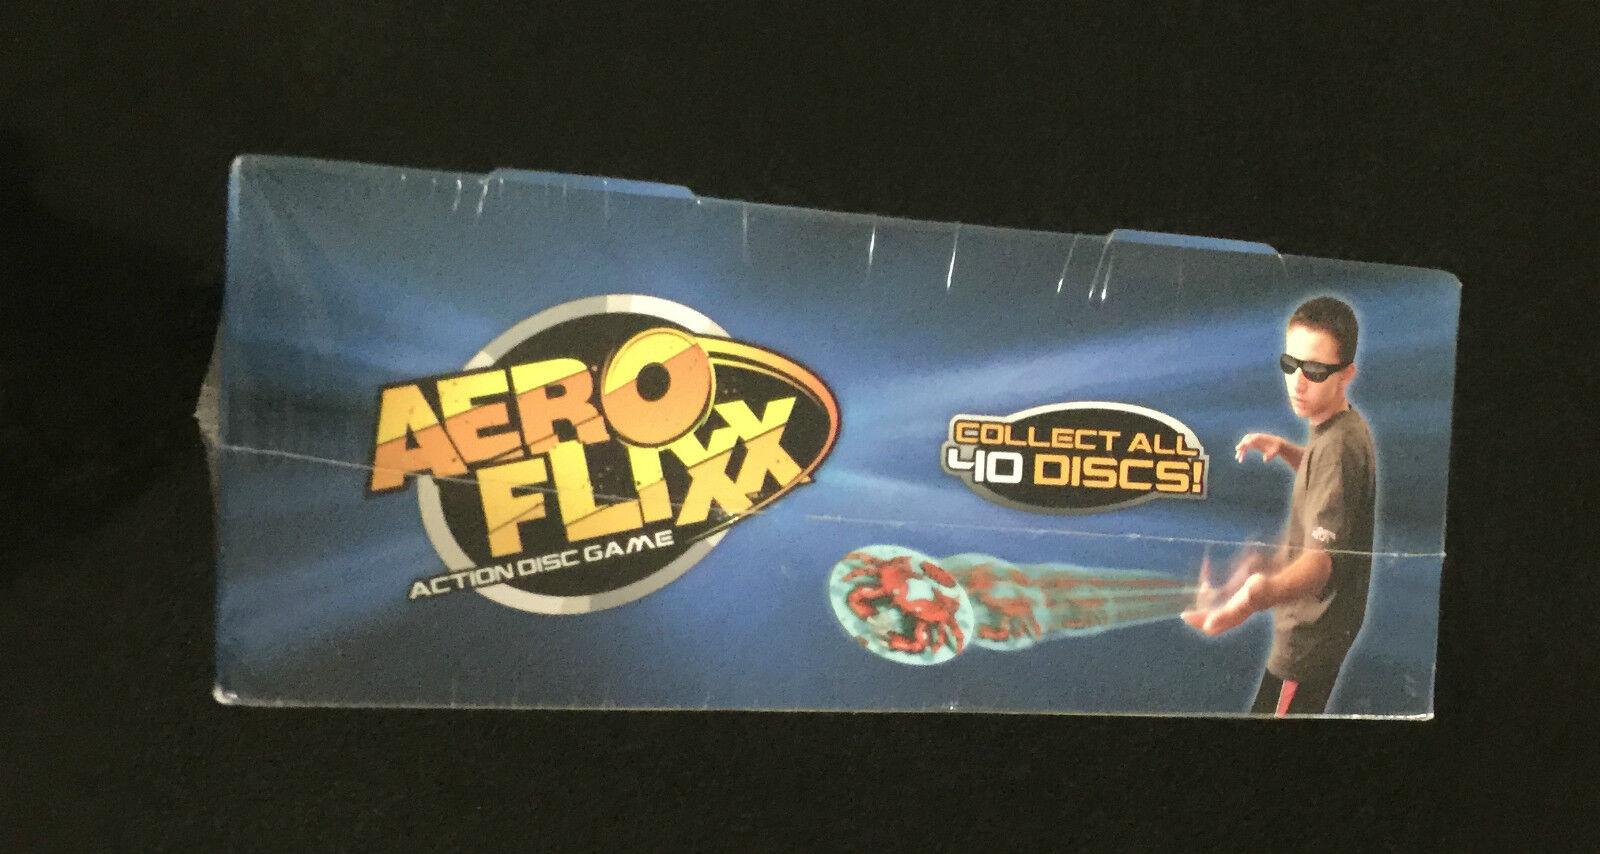 AERO
FLIXX
ACTION DISC GAME
COLLECT ALL
40 DISCS!